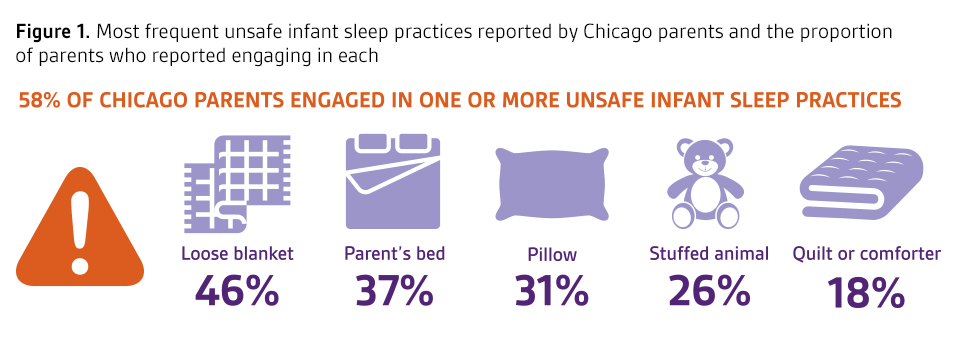 Figure 1. Most frequent unsafe infant sleep practices reported by Chicago parents and the proportion
of parents who reported engaging in each
58% OF CHICAGO PARENTS ENGAGED IN ONE OR MORE UNSAFE INFANT SLEEP PRACTICES
Loose blanket
46%
Parent's bed
37%
Pillow
31%
Stuffed animal
26%
Quilt or comforter
18%